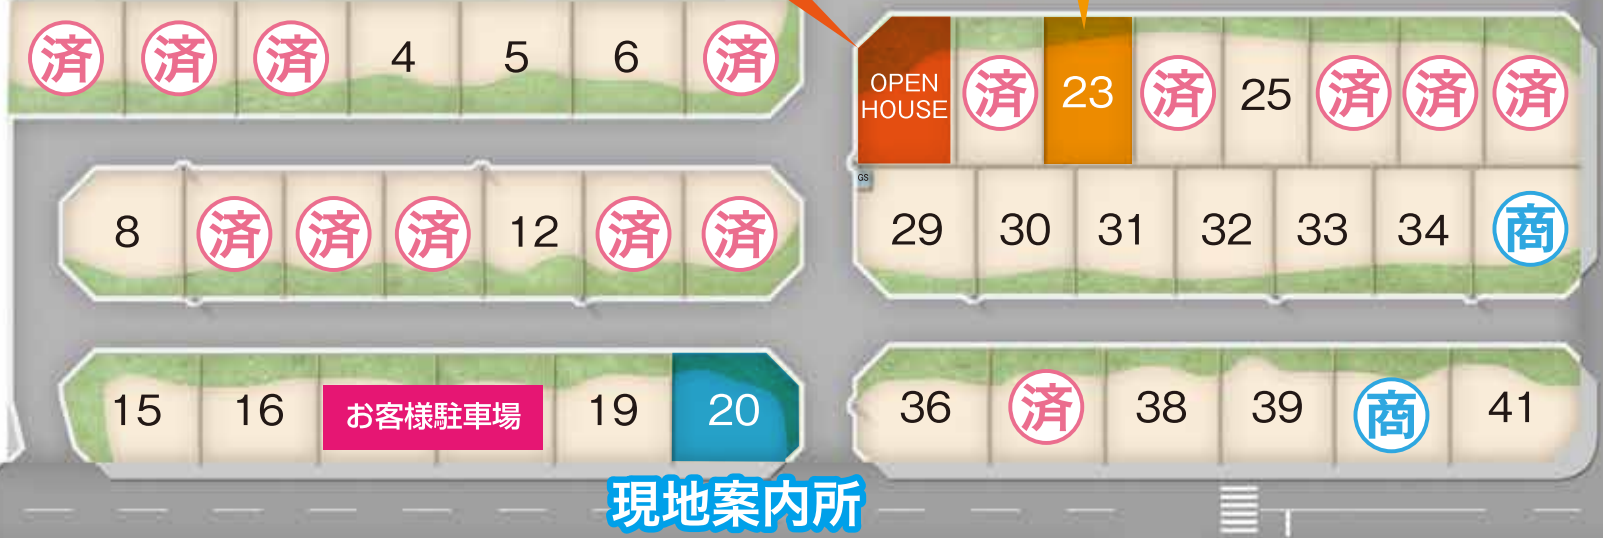 済 済 済 4 5 6 済
OPEN
HOUSE
済 23 済 25 済 済 済
8 済 済 済 12 済 済
GS
29 30 31 32 33 34 商
15 16 お客様駐車場 19 20
36 済 38 39 商 41
現地案内所